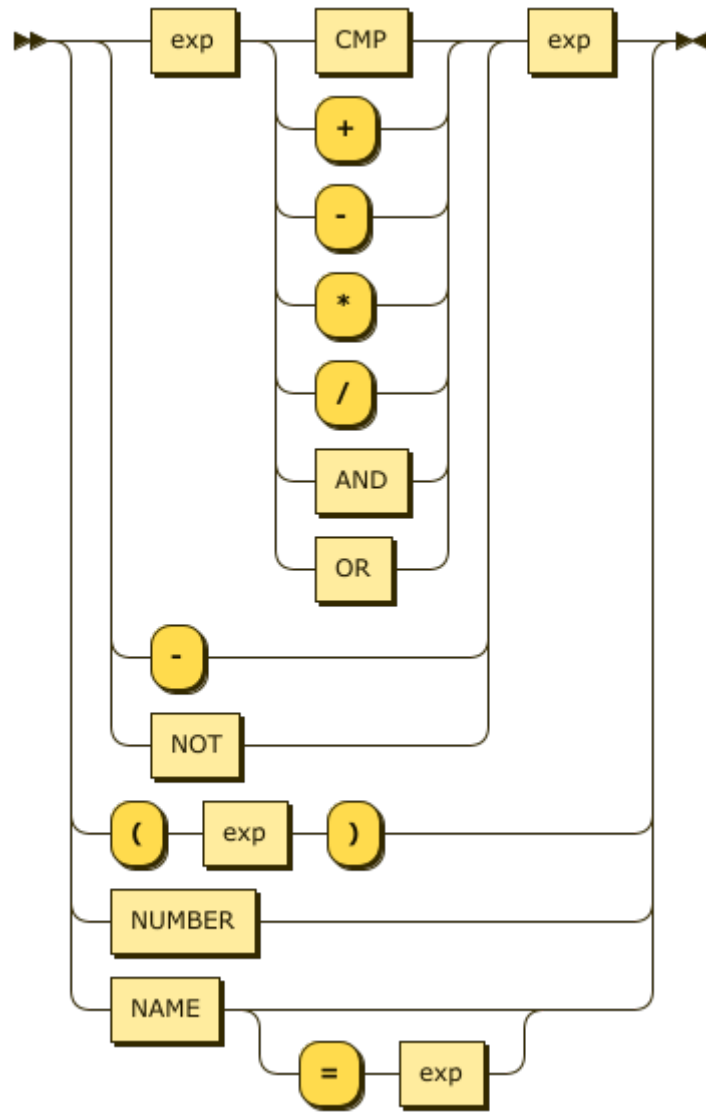 exp CMP exp
+
-
*
/
AND
OR
-
NOT
( exp )
NUMBER
NAME
= exp